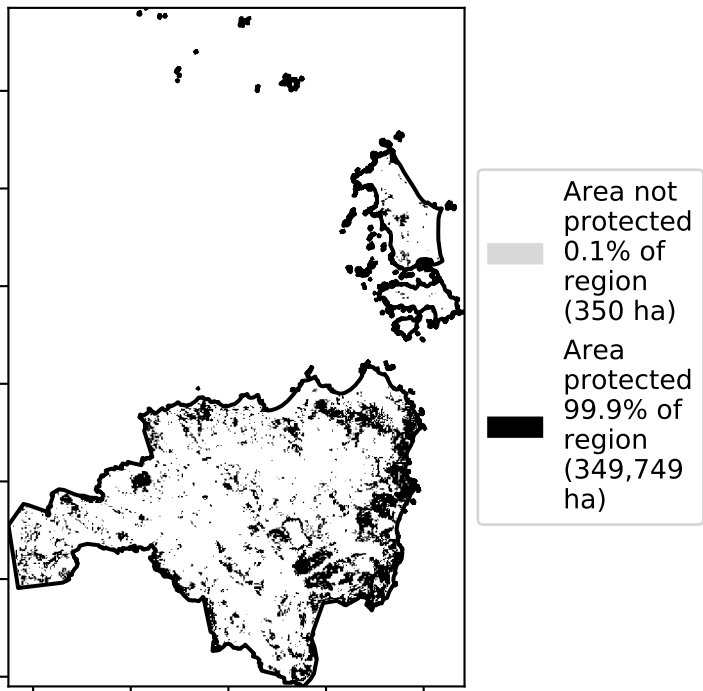 Area not
protected
0.1% of
region
(350 ha)
Area
protected
99.9% of
region
(349,749
ha)